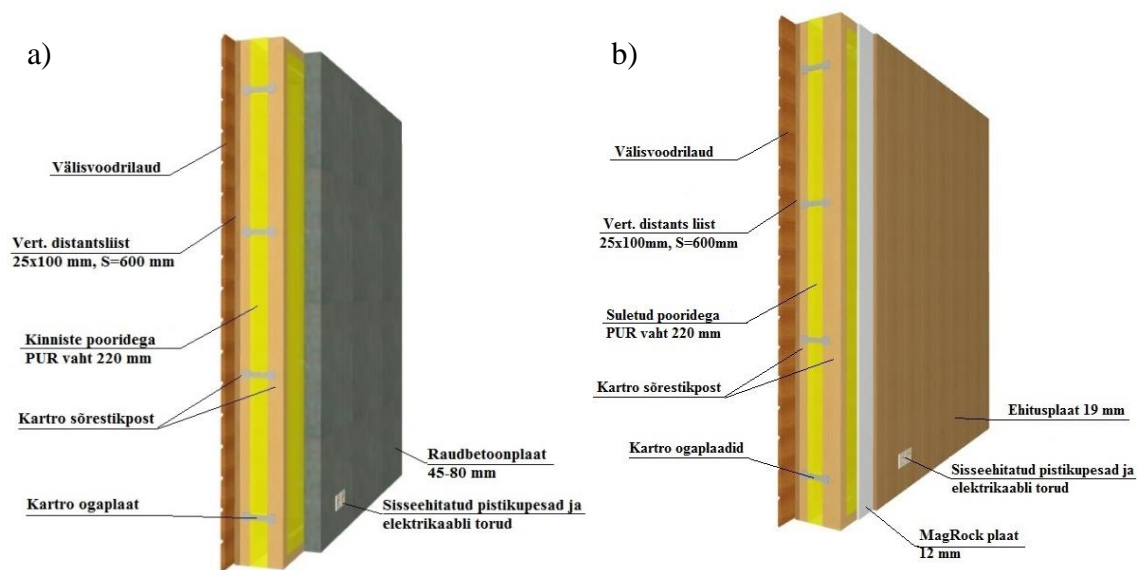 a)
Välisvoodrilaud
Vert. distantsliist
25x100 mm, S=600 mm
Kinniste pooridega
PUR vaht 220 mm
Kartro sõrestikpost
Kartro ogaplaat
Raudbetoonplaat
45-80 mm
Sisseehitatud pistikupesad ja
elektrikaabli torud
b)
Välisvoodrilaud
Vert. distants liist
25x100mm, S=600mm
Suletud pooridega
PUR vaht 220 mm
Kartro sõrestikpost
Kartro ogaplaadid
Ehitusplaat 19 mm
Sisseehitatud pistikupesad ja
elektrikaabli torud
MagRock plaat
12 mm